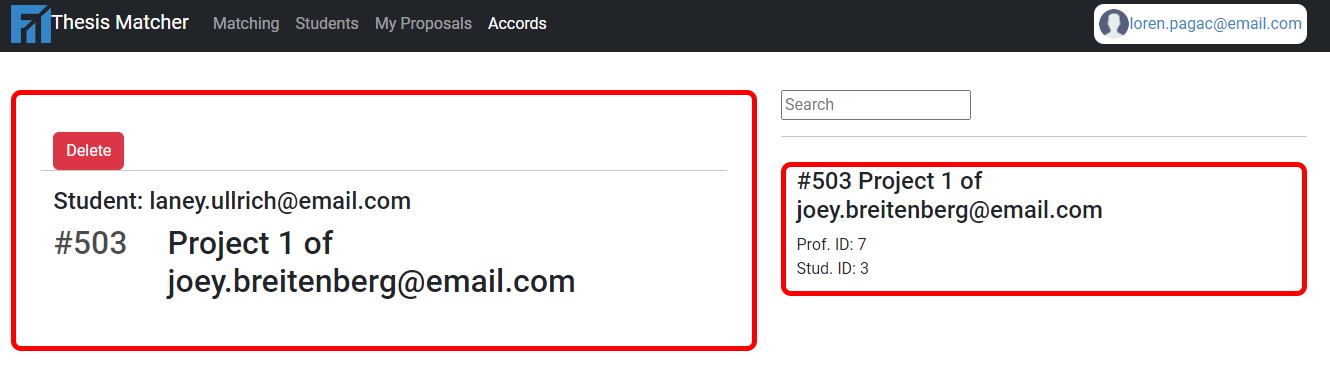 Thesis Matcher Matching Students My Proposals Accords loren.pagac@email.com
Delete
Student: laney.ullrich@email.com
#503 Project 1 of
joey.breitenberg@email.com
Search
#503 Project 1 of
joey.breitenberg@email.com
Prof. ID: 7
Stud. ID: 3